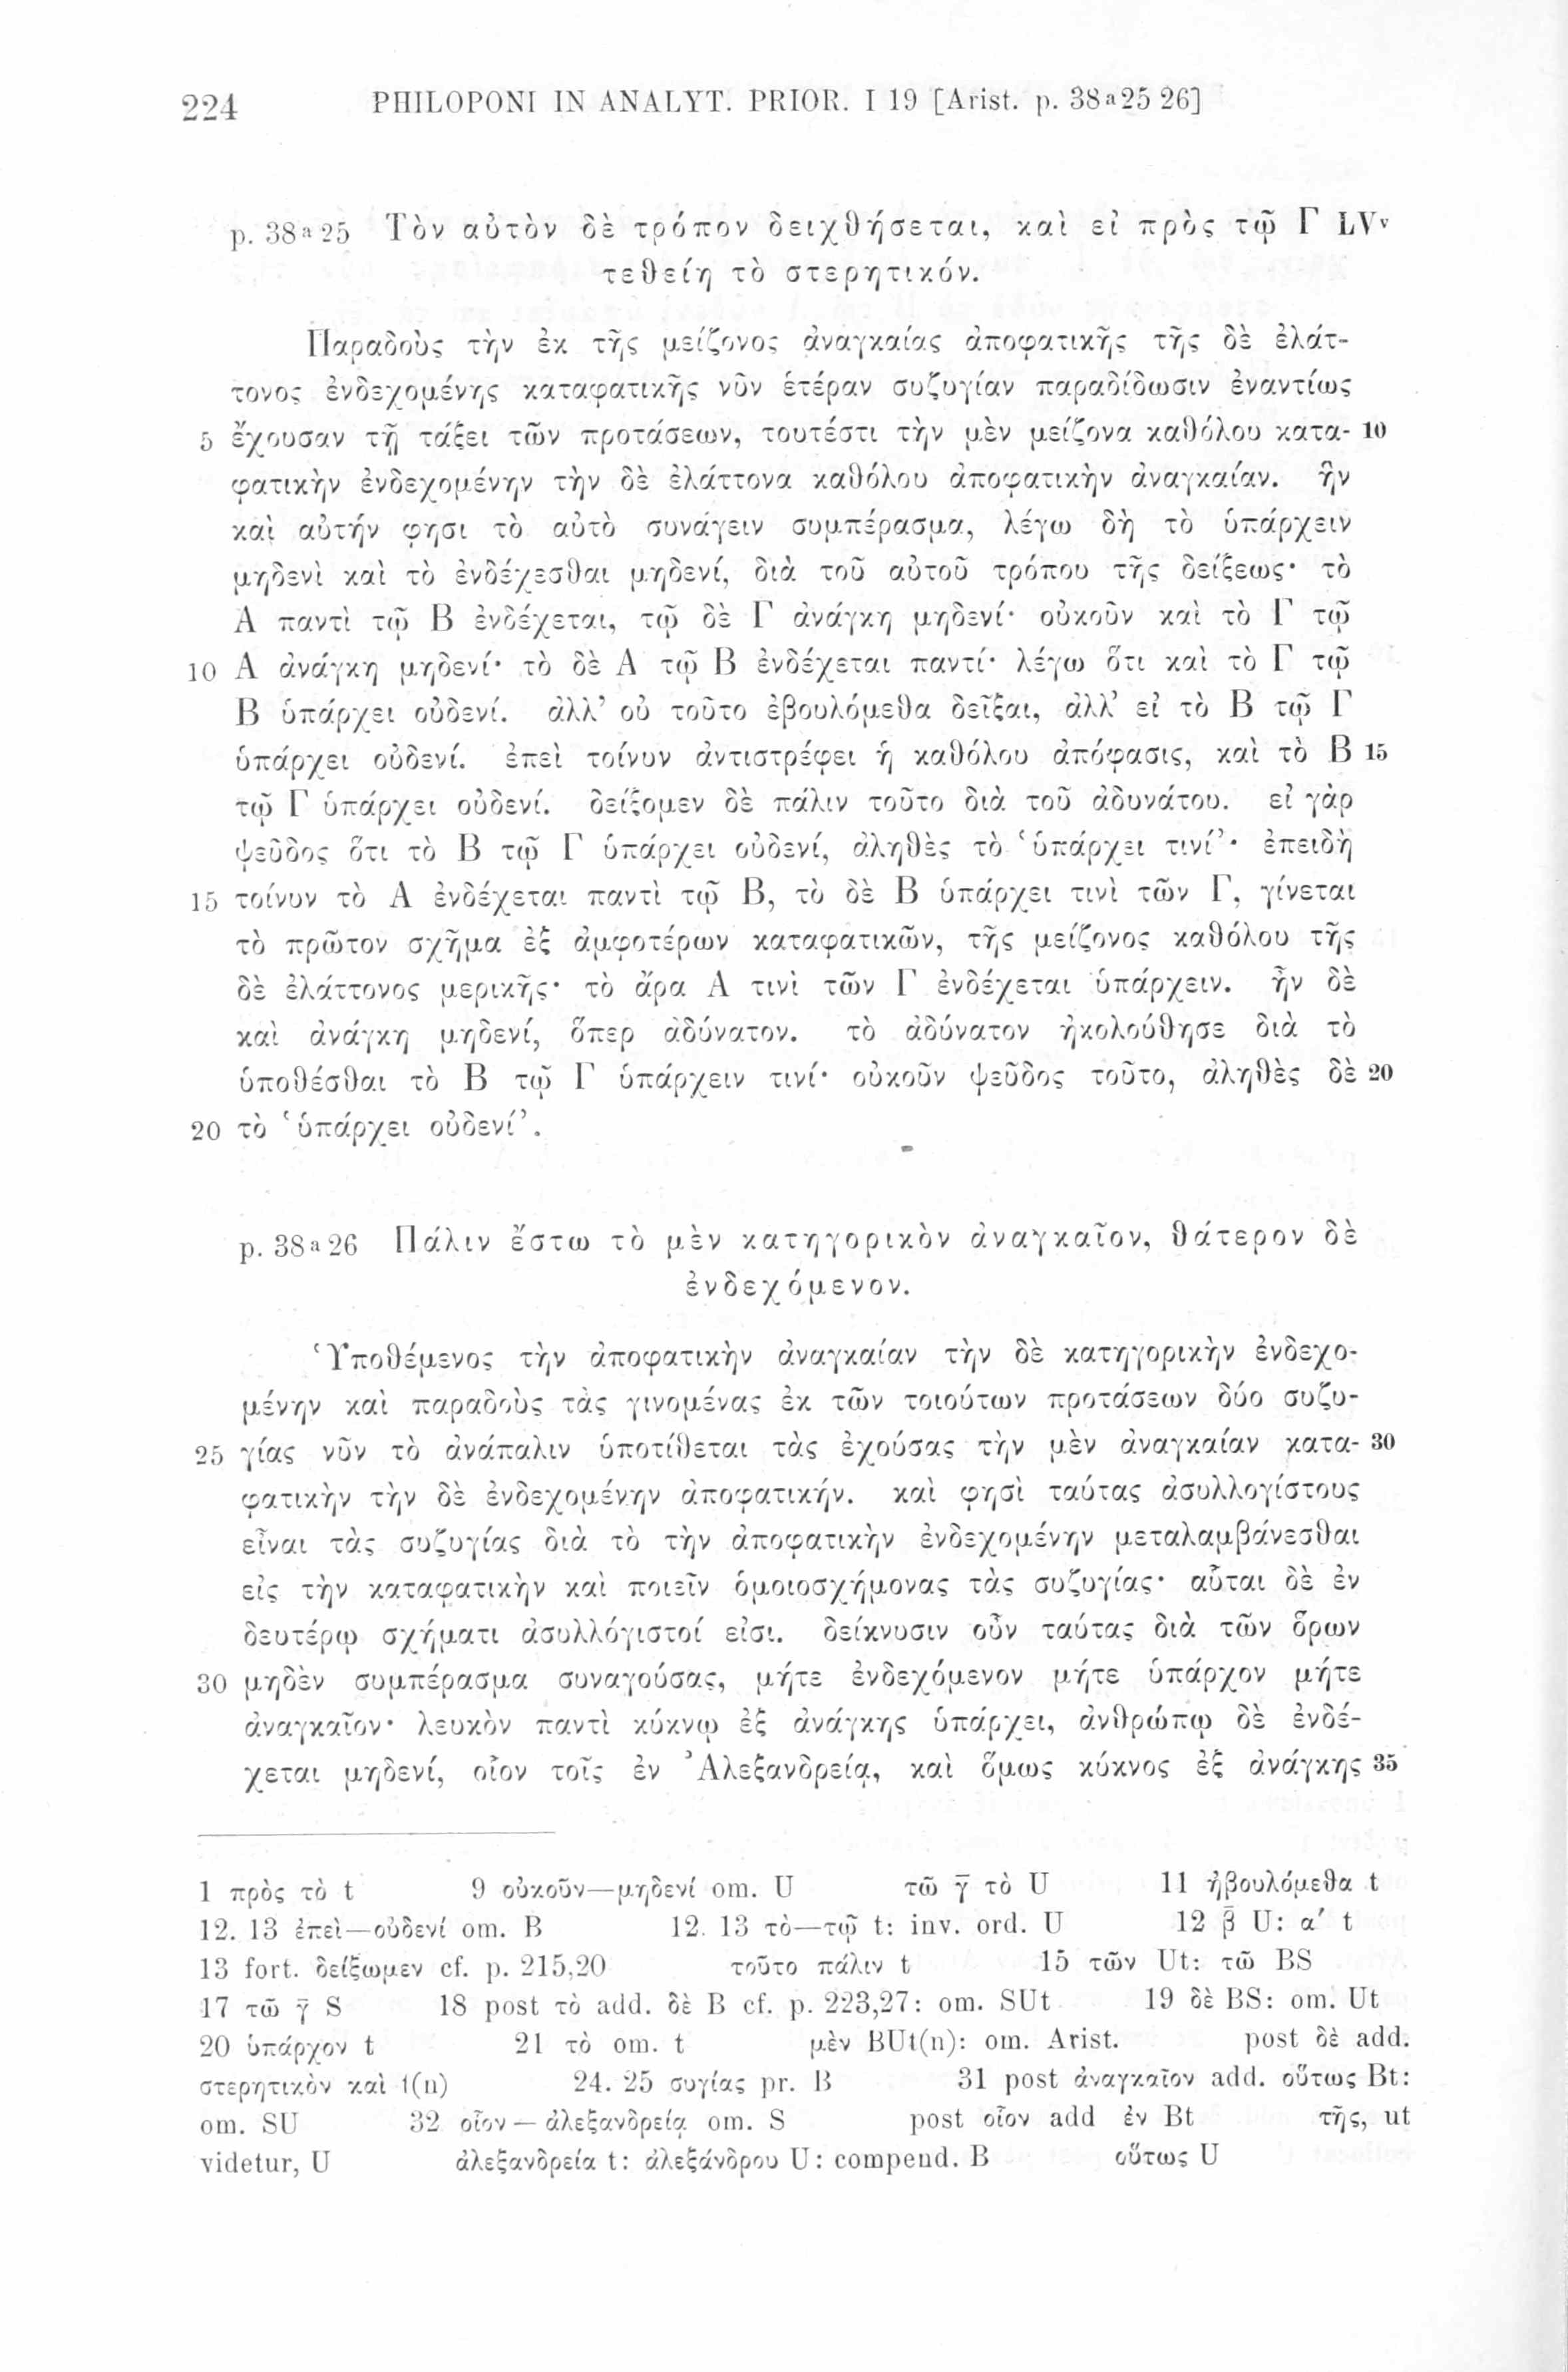 224 PHILOPONI IN ANALYT. PRIOR. I 19 [Arist. p. 38ª25 26]
p. 38ª25 Τὸν αὐτὸν δὲ τρόπον δειχθήσεται, καὶ εἰ πρὸς τῷ Γ LVᵛ
τεθείη τὸ στερητικόν.
Παραδοὺς τὴν ἐκ τῆς μείζονος ἀναγκαίας ἀποφατικῆς τῆς δὲ ἐλάτ-
τονος ἐνδεχομένης καταφατικῆς νῦν ἑτέραν συζυγίαν παραδίδωσιν ἐναντίως
5 ἔχουσαν τῇ τάξει τῶν προτάσεων, τουτέστι τὴν μὲν μείζονα καθόλου κατα- 10
φατικὴν ἐνδεχομένην τὴν δὲ ἐλάττονα καθόλου ἀποφατικὴν ἀναγκαίαν. ἣν
καὶ αὐτήν φησι τὸ αὐτὸ συνάγειν συμπέρασμα, λέγω δὴ τὸ ὑπάρχειν
μηδενὶ καὶ τὸ ἐνδέχεσθαι μηδενί, διὰ τοῦ αὐτοῦ τρόπου τῆς δείξεως· τὸ
Α παντὶ τῷ Β ἐνδέχεται, τῷ δὲ Γ ἀνάγκη μηδενί· οὐκοῦν καὶ τὸ Γ τῷ
10 Α ἀνάγκη μηδενί· τὸ δὲ Α τῷ Β ἐνδέχεται παντί· λέγω ὅτι καὶ τὸ Γ τῷ
Β ὑπάρχει οὐδενί. ἀλλ’ οὐ τοῦτο ἐβουλόμεθα δεῖξαι, ἀλλ’ εἰ τὸ Β τῷ Γ
ὑπάρχει οὐδενί. ἐπεὶ τοίνυν ἀντιστρέφει ἡ καθόλου ἀπόφασις, καὶ τὸ Β 15
τῷ Γ ὑπάρχει οὐδενί. δείξομεν δὲ πάλιν τοῦτο διὰ τοῦ ἀδυνάτου. εἰ γὰρ
ψεῦδος ὅτι τὸ Β τῷ Γ ὑπάρχει οὐδενί, ἀληθὲς τὸ ‘ὑπάρχει τινί’· ἐπειδὴ
15 τοίνυν τὸ Α ἐνδέχεται παντὶ τῷ Β, τὸ δὲ Β ὑπάρχει τινὶ τῶν Γ, γίνεται
τὸ πρῶτον σχῆμα ἐξ ἀμφοτέρων καταφατικῶν, τῆς μείζονος καθόλου τῆς
δὲ ἐλάττονος μερικῆς· τὸ ἄρα Α τινὶ τῶν Γ ἐνδέχεται ὑπάρχειν. ἦν δὲ
καὶ ἀνάγκη μηδενί, ὅπερ ἀδύνατον. τὸ ἀδύνατον ἠκολούθησε διὰ τὸ
ὑποθέσθαι τὸ Β τῷ Γ ὑπάρχειν τινί· οὐκοῦν ψεῦδος τοῦτο, ἀληθὲς δὲ 20
20 τὸ ‘ὑπάρχει οὐδενί’.
p. 38ª26 Πάλιν ἔστω τὸ μὲν κατηγορικὸν ἀναγκαῖον, θάτερον δὲ
ἐνδεχόμενον.
Ὑποθέμενος τὴν ἀποφατικὴν ἀναγκαίαν τὴν δὲ κατηγορικὴν ἐνδεχο-
μένην καὶ παραδοὺς τὰς γινομένας ἐκ τῶν τοιούτων προτάσεων δύο συζυ-
25 γίας νῦν τὸ ἀνάπαλιν ὑποτίθεται τὰς ἐχούσας τὴν μὲν ἀναγκαίαν κατα- 30
φατικὴν τὴν δὲ ἐνδεχομένην ἀποφατικήν. καὶ φησὶ ταύτας ἀσυλλογίστους
εἶναι τὰς συζυγίας διὰ τὸ τὴν ἀποφατικὴν ἐνδεχομένην μεταλαμβάνεσθαι
εἰς τὴν καταφατικὴν καὶ ποιεῖν ὁμοιοσχήμονας τὰς συζυγίας· αὗται δὲ ἐν
δευτέρῳ σχήματι ἀσυλλόγιστοί εἰσι. δείκνυσιν οὖν ταύτας διὰ τῶν ὅρων
30 μηδὲν συμπέρασμα συναγούσας, μήτε ἐνδεχόμενον μήτε ὑπάρχον μήτε
ἀναγκαῖον· λευκὸν παντὶ κύκνῳ ἐξ ἀνάγκης ὑπάρχει, ἀνθρώπῳ δὲ ἐνδέ-
χεται μηδενί, οἷον τοῖς ἐν Ἀλεξανδρείᾳ, καὶ ὅμως κύκνος ἐξ ἀνάγκης 35
1 πρὸς τὸ t 9 οὐκοῦν—μηδενί om. U τῶ γ̄ τὸ U 11 ἠβουλόμεθα t
12. 13 ἐπεὶ—οὐδενί om. B 12. 13 τὸ—τῷ t: inv. ord. U 12 β̄ U: α′ t
13 fort. δείξωμεν cf. p. 215,20 τοῦτο πάλιν t 15 τῶν Ut: τῶ BS
17 τῶ γ̄ S 18 post τὸ add. δὲ B cf. p. 223,27: om. SUt 19 δὲ BS: om. Ut
20 ὑπάρχον t 21 τὸ om. t μὲν BUt(n): om. Arist. post δὲ add.
στερητικὸν καὶ t(n) 24. 25 συγίας pr. B 31 post ἀναγκαῖον add. οὕτως Bt:
om. SU 32 οἷον — ἀλεξανδρείᾳ om. S post οἷον add ἐν Bt τῆς, ut
videtur, U ἀλεξανδρεία t: ἀλεξάνδρου U: compend. B οὕτως U